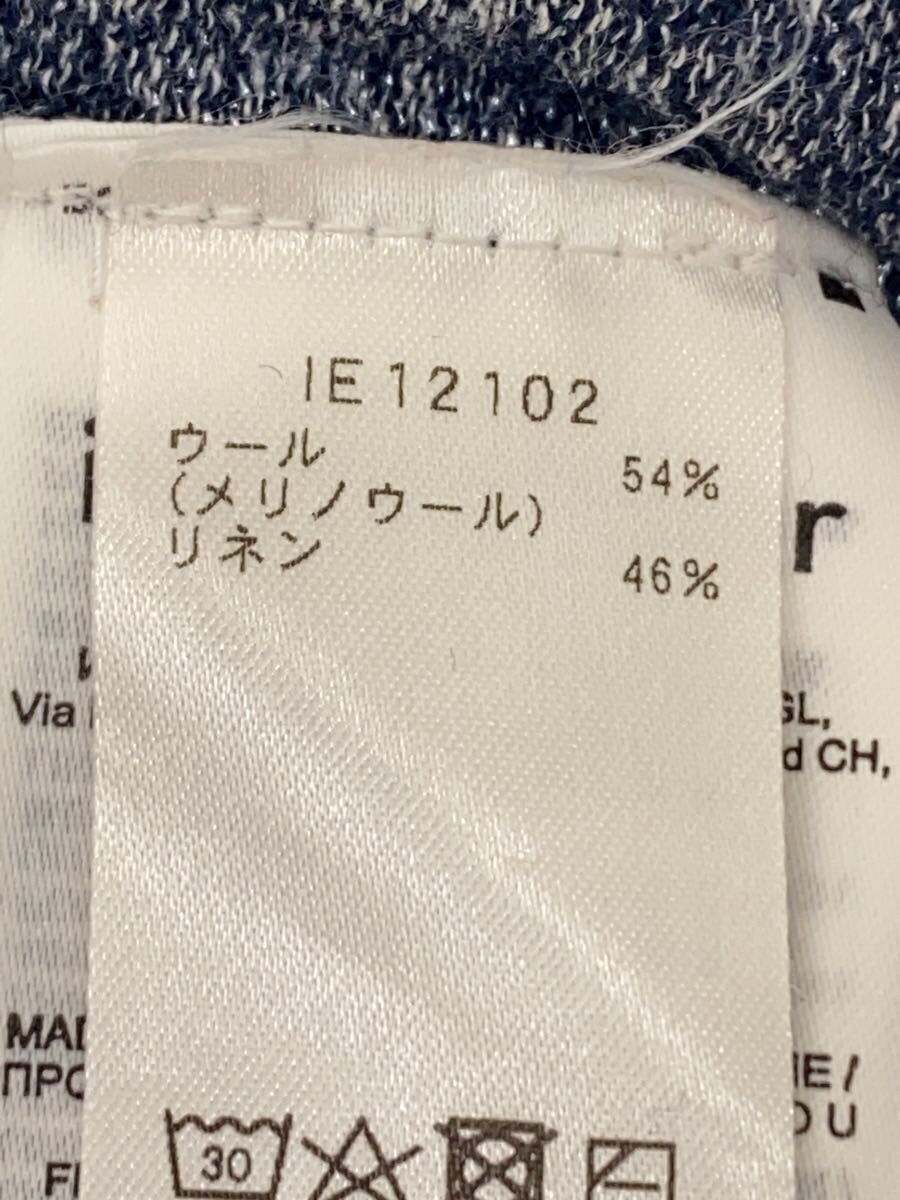 IE12102
ウール 54%
(メリノウール)
リネン 46%
r
Via
GL,
d CH,
MAD
ПРО
IE /
O U
30